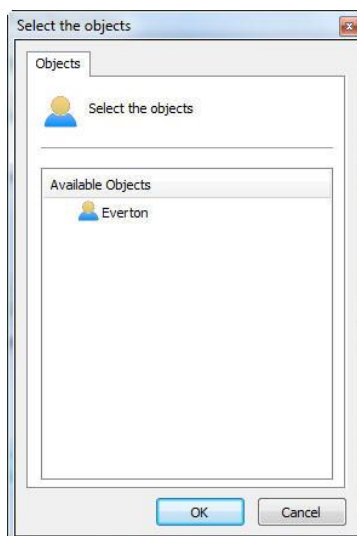 Select the objects
Objects
Select the objects
Available Objects
Everton
OK Cancel